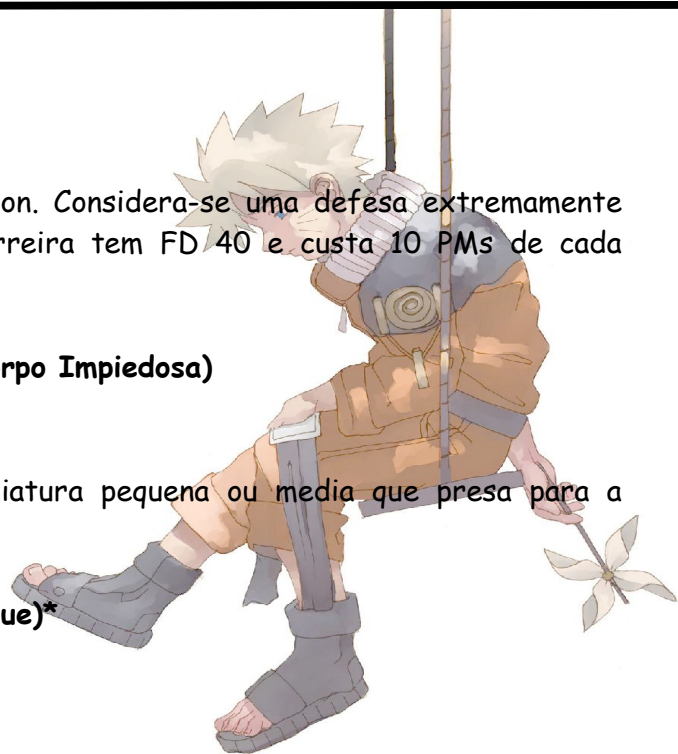 on. Considera-se uma defesa extremamente
rreira tem FD 40 e custa 10 PMs de cada
rpo Impiedosa)
iatura pequena ou media que presa para a
ue)*